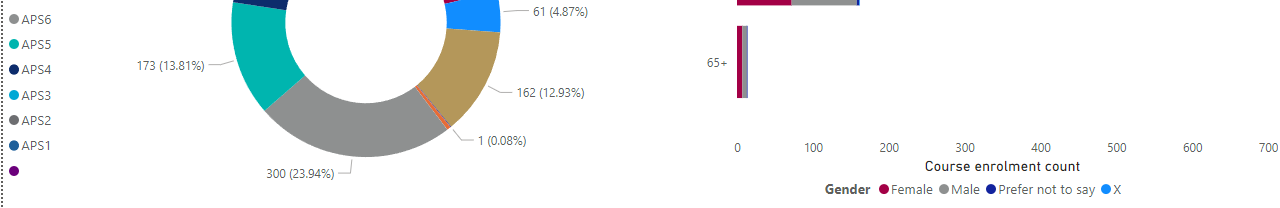 APS6
APS5
APS4
APS3
APS2
APS1
61 (4.87%)
173 (13.81%)
162 (12.93%)
1 (0.08%)
300 (23.94%)
65+
0 100 200 300 400 500 600 700
Course enrolment count
Gender Female Male Prefer not to say X